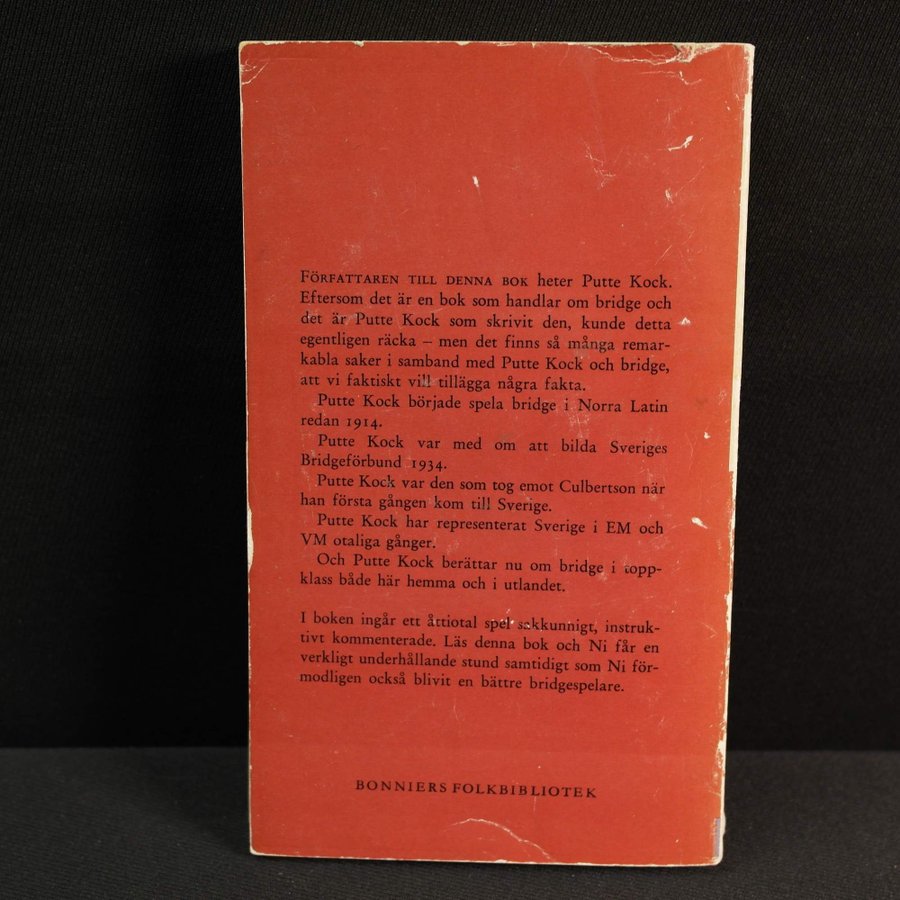 FÖRFATTAREN TILL DENNA BOK heter Putte Kock.
Eftersom det är en bok som handlar om bridge och
det är Putte Kock som skrivit den, kunde detta
egentligen räcka – men det finns så många remar-
kabla saker i samband med Putte Kock och bridge,
att vi faktiskt vill tillägga några fakta.
Putte Kock började spela bridge i Norra Latin
redan 1914.
Putte Kock var med om att bilda Sveriges
Bridgeförbund 1934.
Putte Kock var den som tog emot Culbertson när
han första gången kom till Sverige.
Putte Kock har representerat Sverige i EM och
VM otaliga gånger.
Och Putte Kock berättar nu om bridge i topp-
klass både här hemma och i utlandet.
I boken ingår ett åttiotal spel sakkunnigt, instruk-
tivt kommenterade. Läs denna bok och Ni får en
verkligt underhållande stund samtidigt som Ni för-
modligen också blivit en bättre bridgespelare.
BONNIERS FOLKBIBLIOTEK